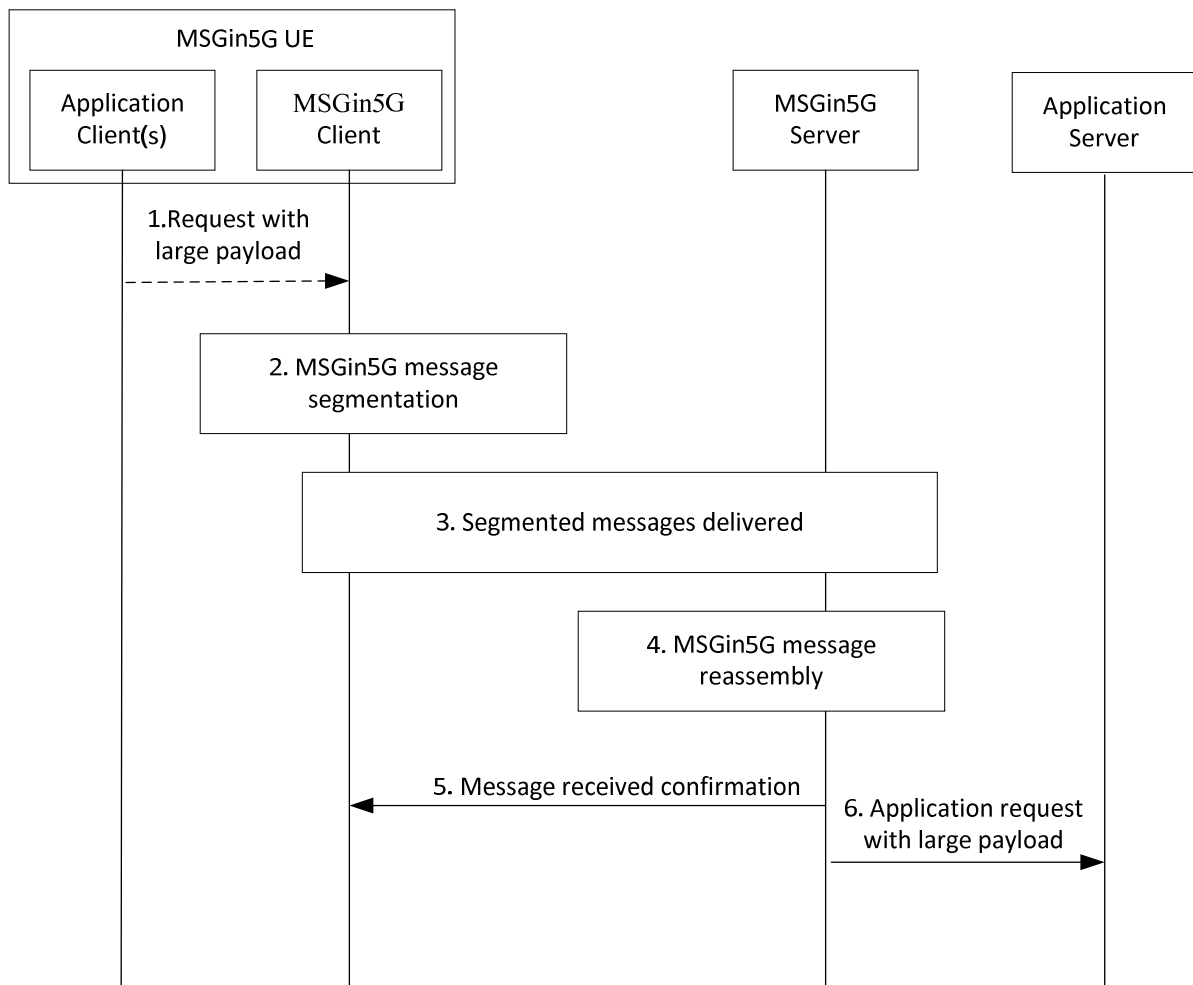 MSGin5G UE
Application
Client(s)
MSGin5G
Client
MSGin5G
Server
Application
Server
1.Request with
large payload
2. MSGin5G message
segmentation
3. Segmented messages delivered
4. MSGin5G message
reassembly
5. Message received confirmation
6. Application request
with large payload